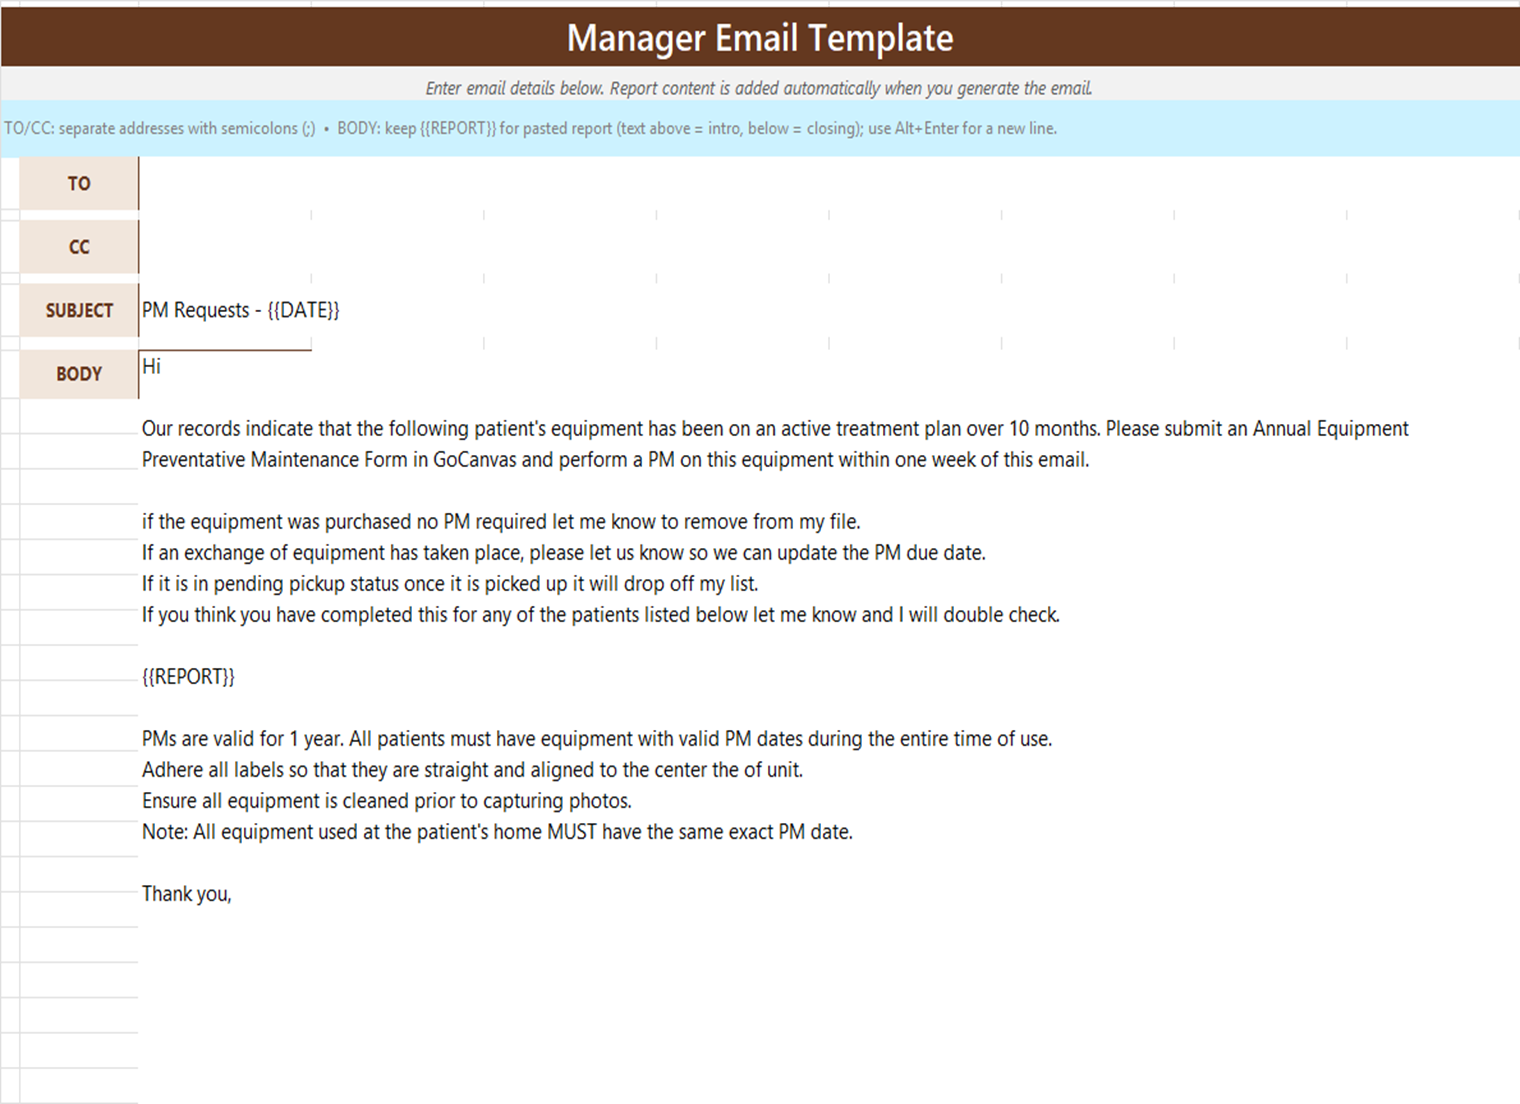 Manager Email Template
Enter email details below. Report content is added automatically when you generate the email.
TO/CC: separate addresses with semicolons (;)  •  BODY: keep {{REPORT}} for pasted report (text above = intro, below = closing); use Alt+Enter for a new line.
TO
CC
SUBJECT PM Requests - {{DATE}}
BODY Hi
Our records indicate that the following patient's equipment has been on an active treatment plan over 10 months. Please submit an Annual Equipment
Preventative Maintenance Form in GoCanvas and perform a PM on this equipment within one week of this email.
if the equipment was purchased no PM required let me know to remove from my file.
If an exchange of equipment has taken place, please let us know so we can update the PM due date.
If it is in pending pickup status once it is picked up it will drop off my list.
If you think you have completed this for any of the patients listed below let me know and I will double check.
{{REPORT}}
PMs are valid for 1 year. All patients must have equipment with valid PM dates during the entire time of use.
Adhere all labels so that they are straight and aligned to the center the of unit.
Ensure all equipment is cleaned prior to capturing photos.
Note: All equipment used at the patient's home MUST have the same exact PM date.
Thank you,